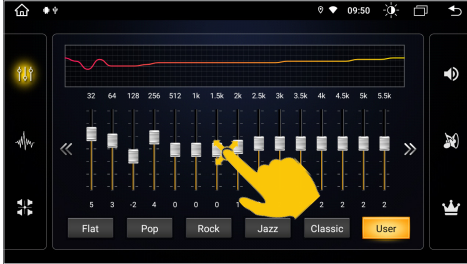 09:50
32 64 128 256 512 1k 1.5k 2k 2.5k 3k 3.5k 4k 4.5k 5k 5.5k
5 3 -2 4 0 0 0 1 2 2 2 2
Flat Pop Rock Jazz Classic User